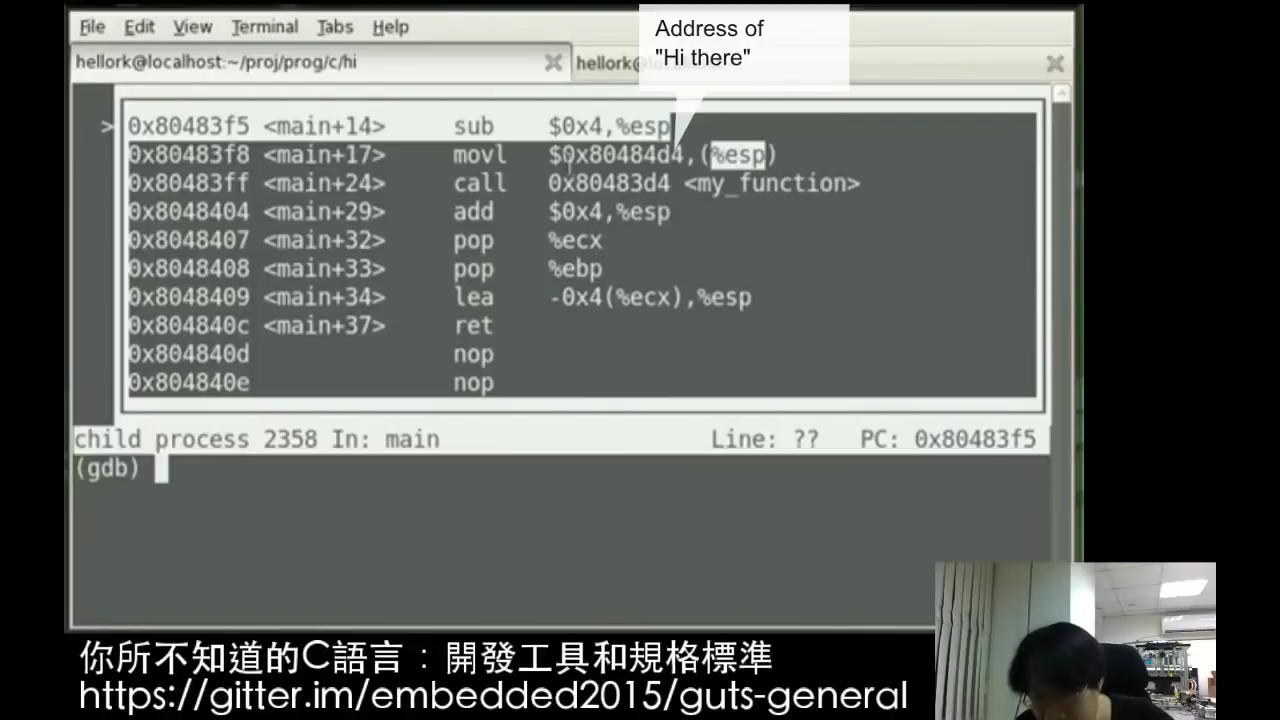 File Edit View Terminal Tabs Help
Address of
"Hi there"
hellork@localhost:~/proj/prog/c/hi
> 0x80483f5 <main+14> sub $0x4,%esp
0x80483f8 <main+17> movl $0x80484d4,(%esp)
0x80483ff <main+24> call 0x80483d4 <my_function>
0x8048404 <main+29> add $0x4,%esp
0x8048407 <main+32> pop %ecx
0x8048408 <main+33> pop %ebp
0x8048409 <main+34> lea -0x4(%ecx),%esp
0x804840c <main+37> ret
0x804840d nop
0x804840e nop
child process 2358 In: main Line: ?? PC: 0x80483f5
(gdb)
你所不知道的C語言：開發工具和規格標準
https://gitter.im/embedded2015/guts-general